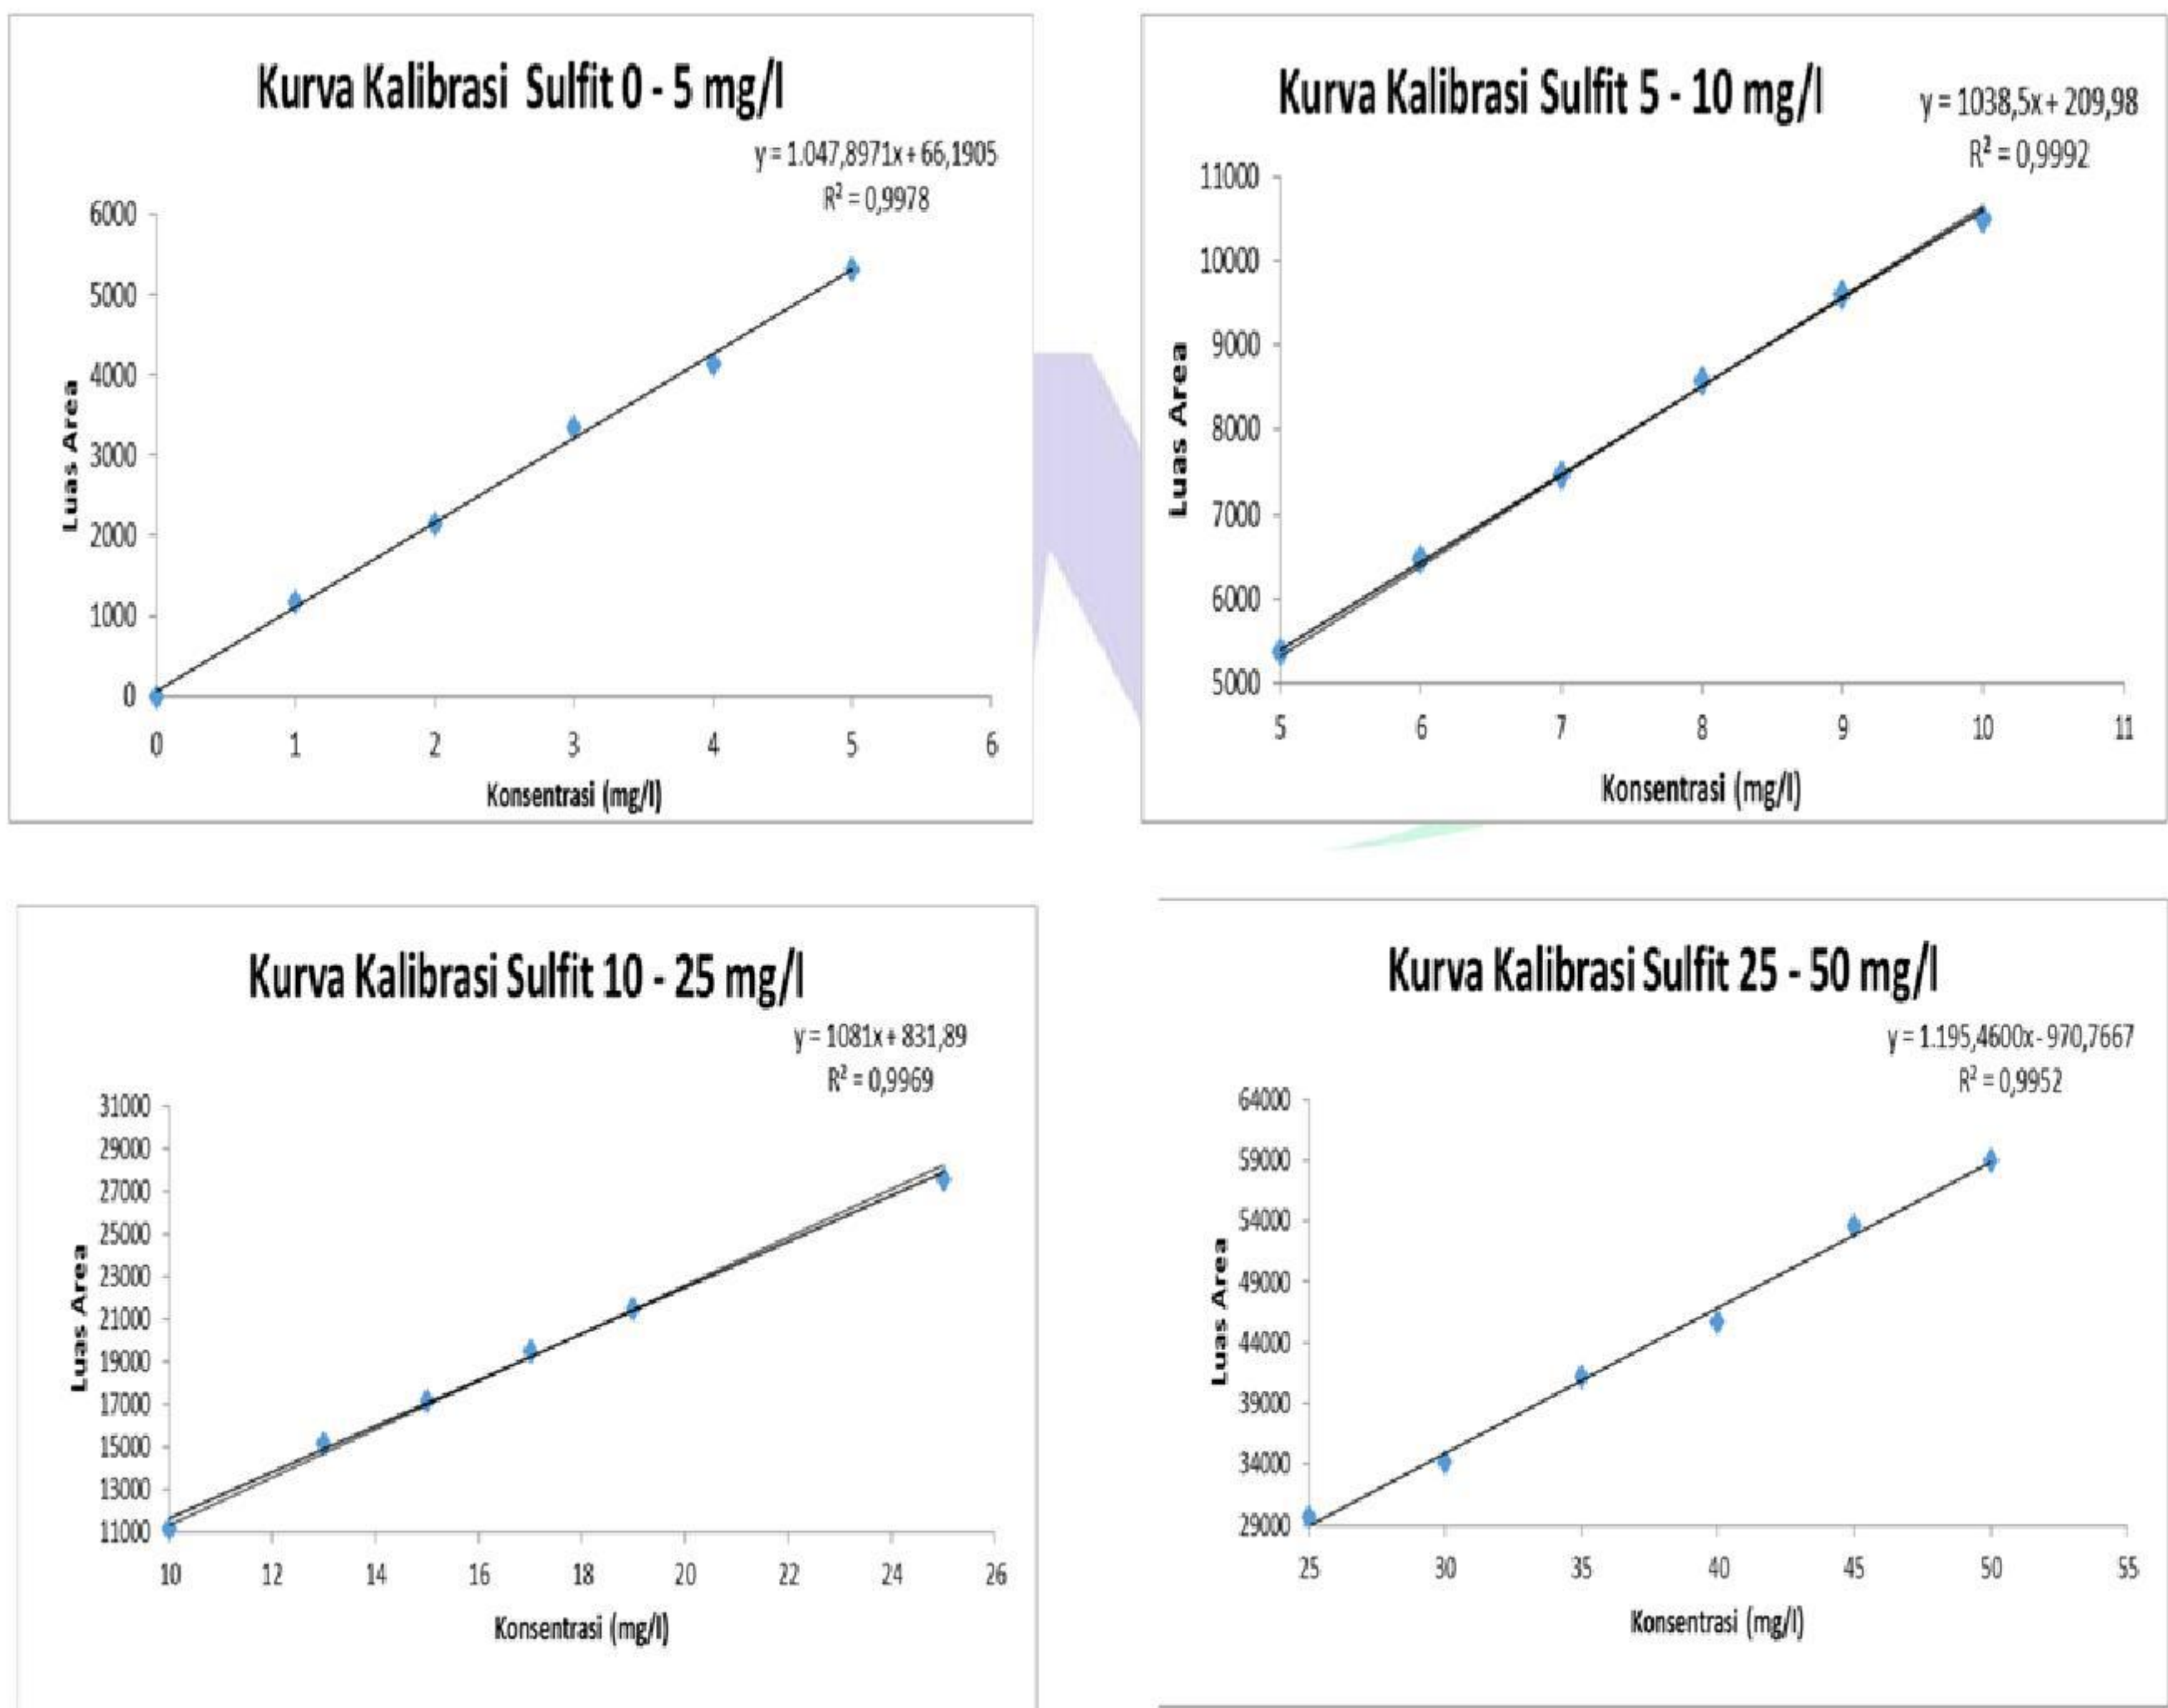 Kurva Kalibrasi Sulfit 0 - 5 mg/l
y = 1.047,8971x + 66,1905
R² = 0,9978
6000
5000
4000
3000
2000
1000
0
Luas Area
0 1 2 3 4 5 6
Konsentrasi (mg/l)
Kurva Kalibrasi Sulfit 5 - 10 mg/l
y = 1038,5x + 209,98
R² = 0,9992
11000
10000
9000
8000
7000
6000
5000
Luas Area
5 6 7 8 9 10 11
Konsentrasi (mg/l)
Kurva Kalibrasi Sulfit 10 - 25 mg/l
y = 1081x + 831,89
R² = 0,9969
31000
29000
27000
25000
23000
21000
19000
17000
15000
13000
11000
Luas Area
10 12 14 16 18 20 22 24 26
Konsentrasi (mg/l)
Kurva Kalibrasi Sulfit 25 - 50 mg/l
y = 1.195,4600x - 970,7667
R² = 0,9952
64000
59000
54000
49000
44000
39000
34000
29000
Luas Area
25 30 35 40 45 50 55
Konsentrasi (mg/l)